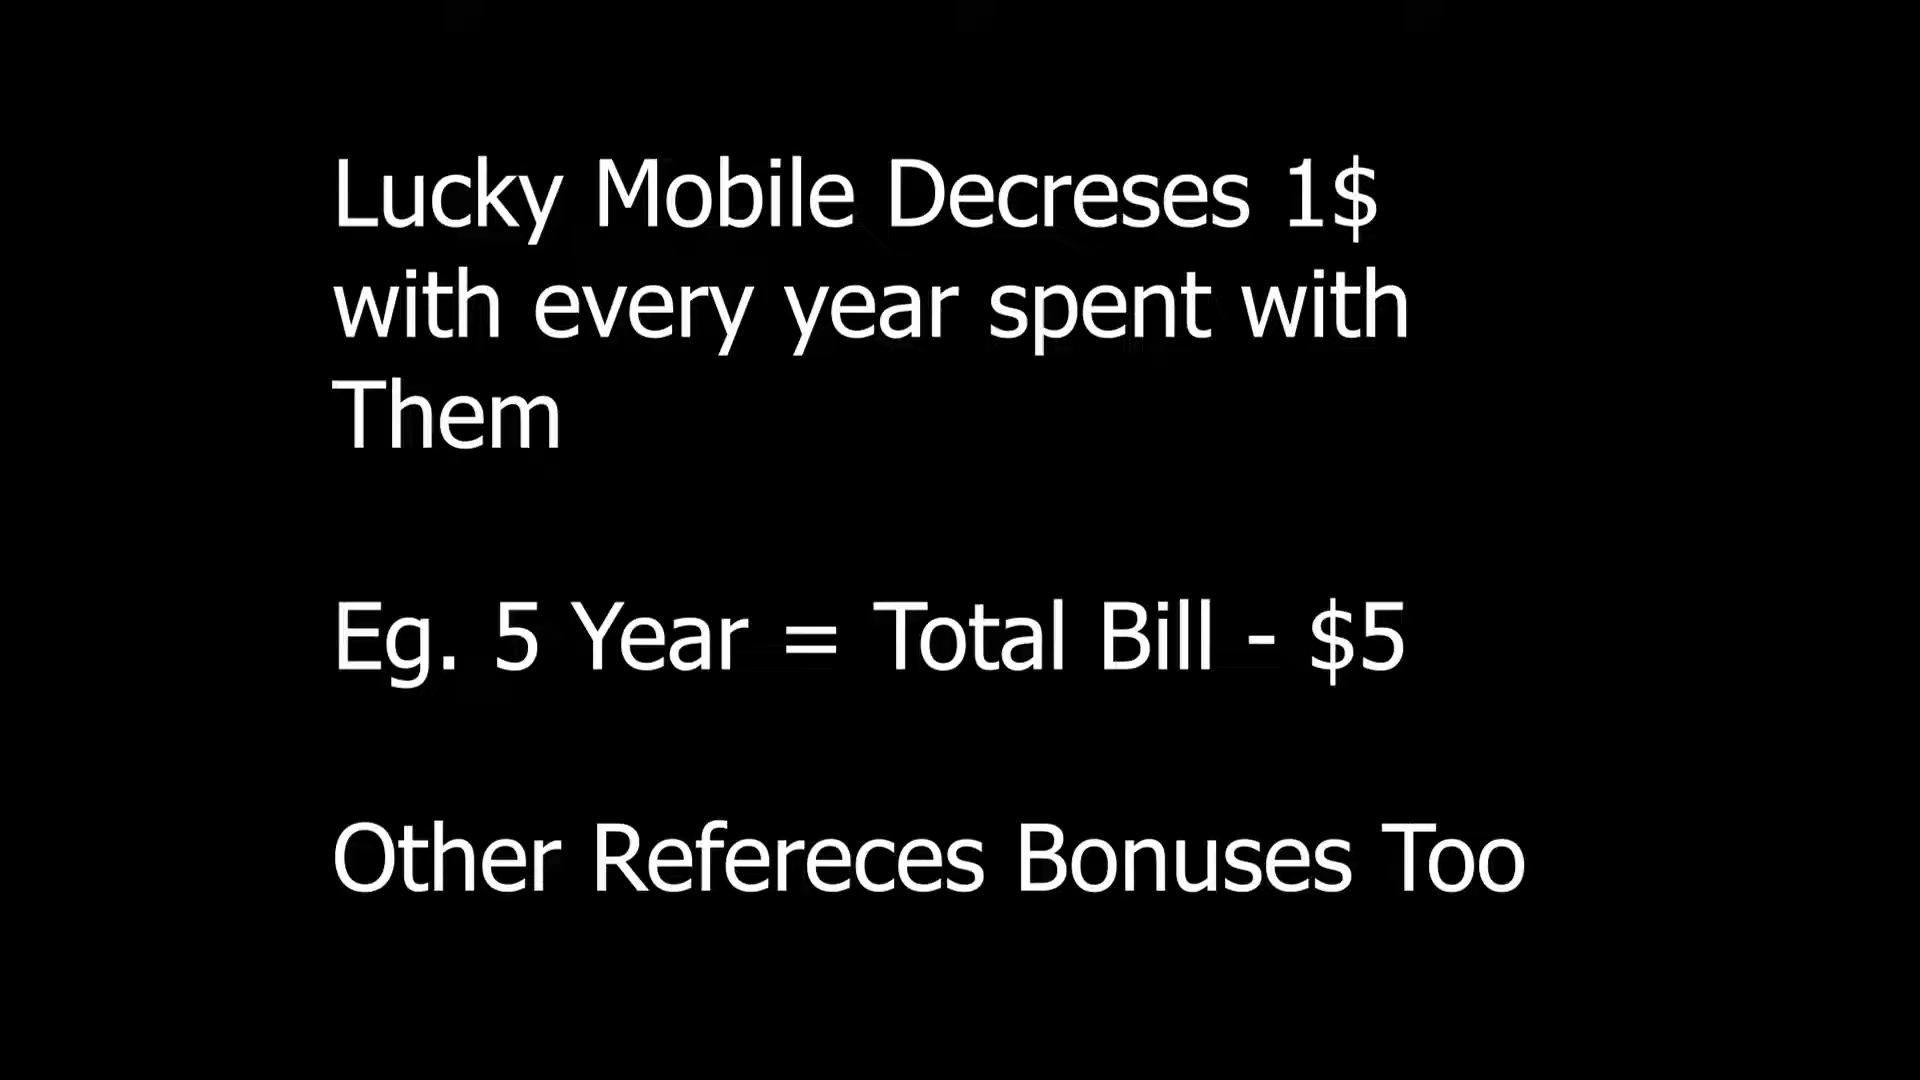 Lucky Mobile Decreses 1$
with every year spent with
Them
Eg. 5 Year = Total Bill - $5
Other Refereces Bonuses Too